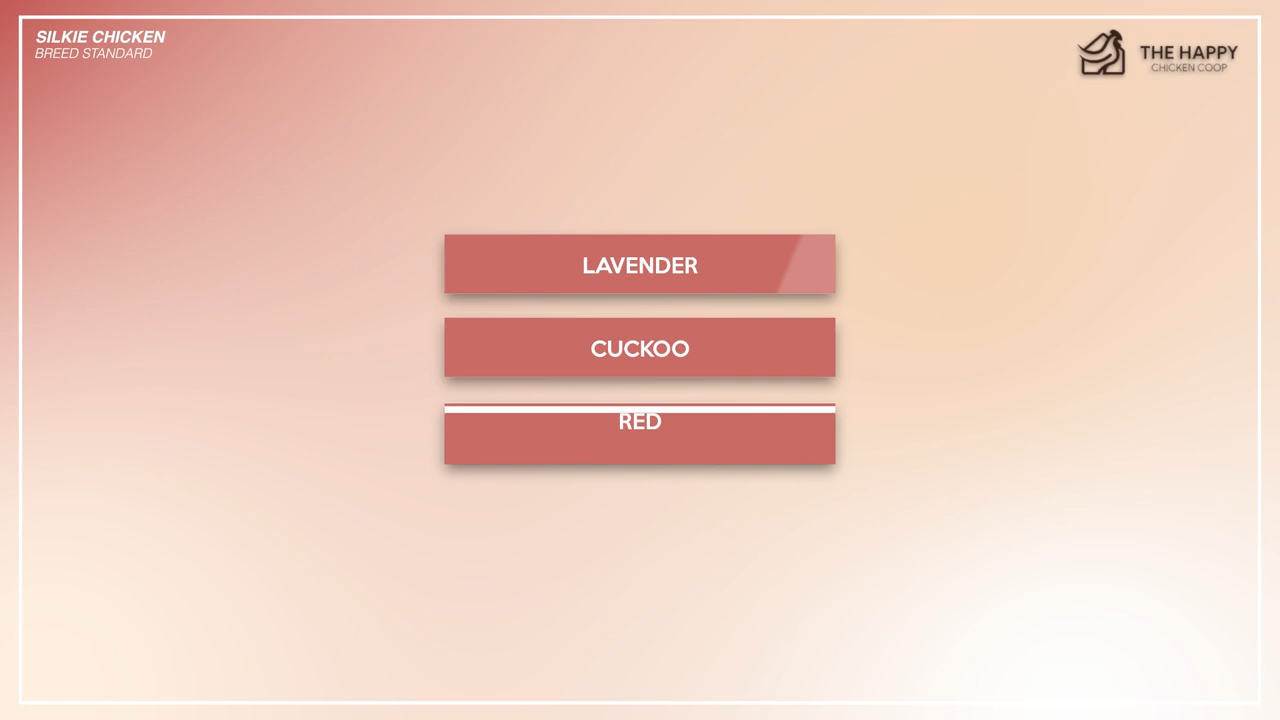 SILKIE CHICKEN
BREED STANDARD
THE HAPPY
CHICKEN COOP
LAVENDER
CUCKOO
RED